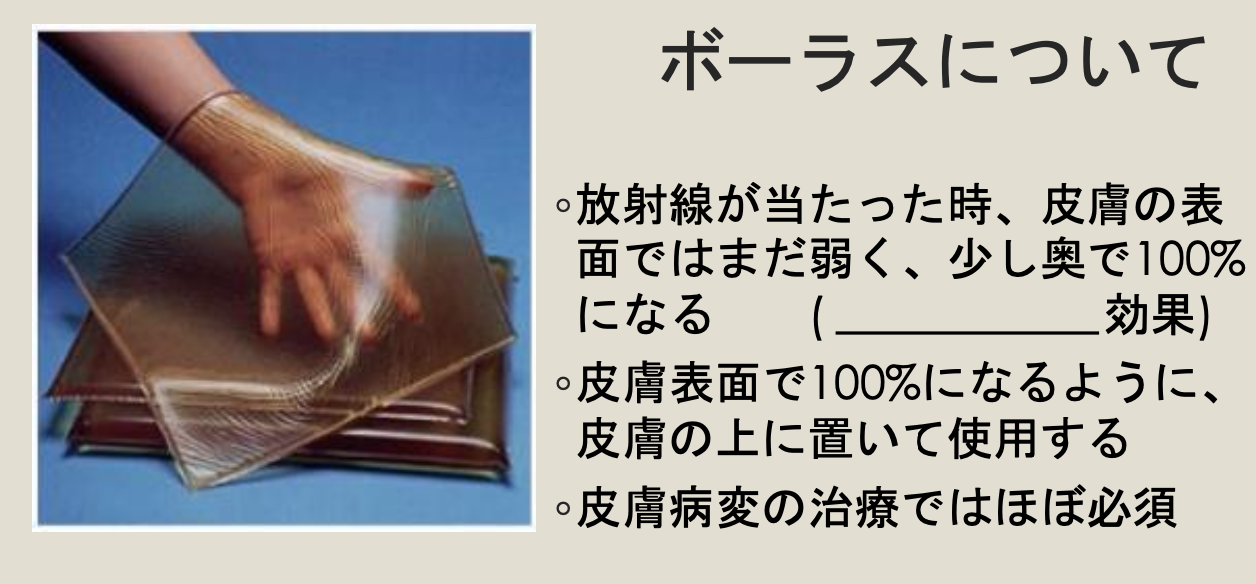 ボーラスについて
◦放射線が当たった時、皮膚の表
面ではまだ弱く、少し奥で100%
になる　　(____________効果)
◦皮膚表面で100%になるように、
皮膚の上に置いて使用する
◦皮膚病変の治療ではほぼ必須